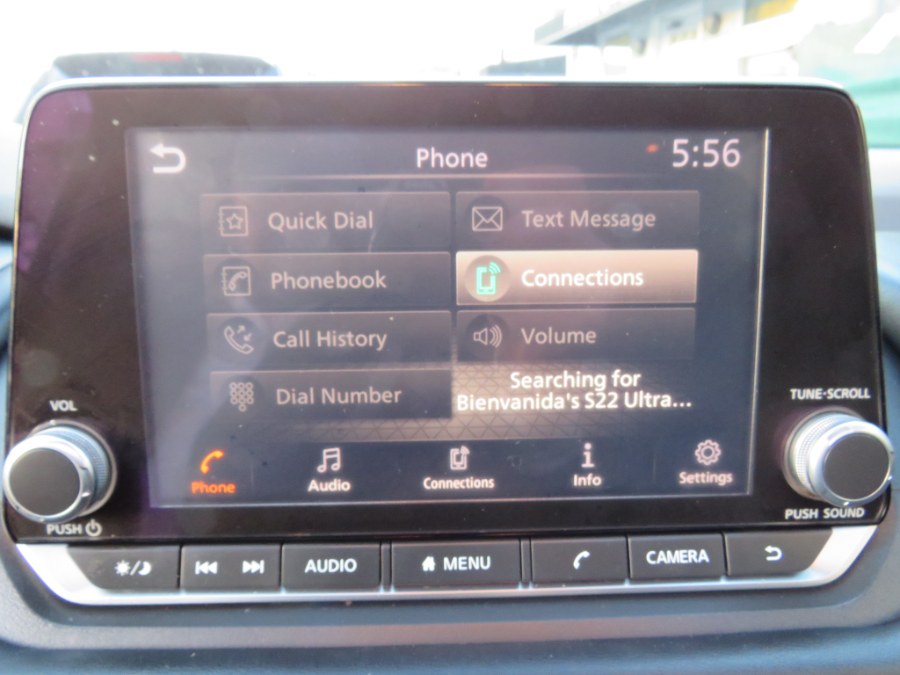 Phone
5:56
Quick Dial
Text Message
Phonebook
Connections
Call History
Volume
Dial Number
Searching for
Bienvanida's S22 Ultra...
Phone
Audio
Connections
Info
Settings
VOL
PUSH
TUNE·SCROLL
PUSH SOUND
AUDIO
MENU
CAMERA